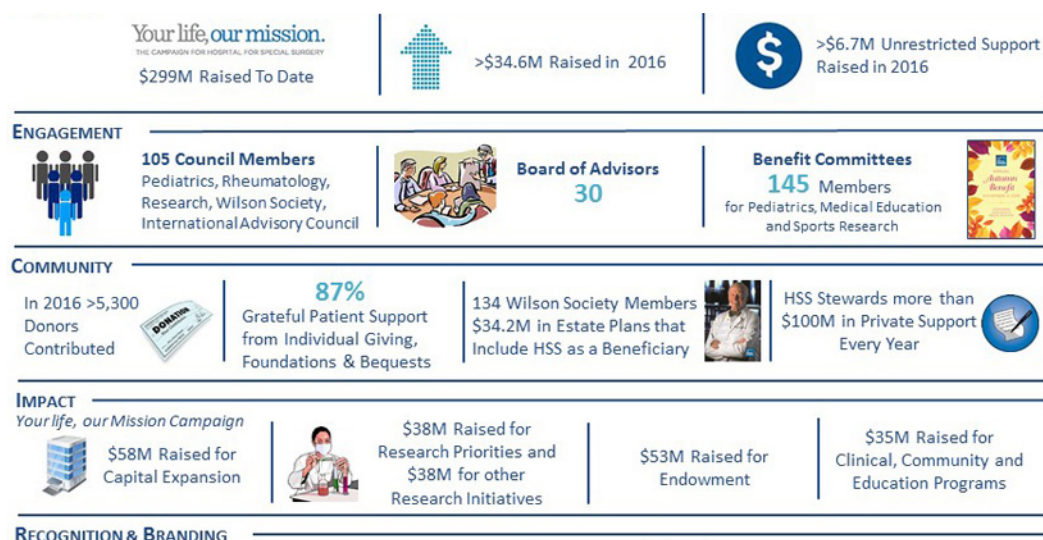 Your life, our mission.
THE CAMPAIGN FOR HOSPITAL FOR SPECIAL SURGERY
$299M Raised To Date
>$34.6M Raised in 2016
>$6.7M Unrestricted Support
Raised in 2016
ENGAGEMENT
105 Council Members
Pediatrics, Rheumatology,
Research, Wilson Society,
International Advisory Council
Board of Advisors
30
Benefit Committees
145 Members
for Pediatrics, Medical Education
and Sports Research
Autumn
Benefit
COMMUNITY
In 2016 >5,300
Donors
Contributed
DONATION
87%
Grateful Patient Support
from Individual Giving,
Foundations & Bequests
134 Wilson Society Members
$34.2M in Estate Plans that
Include HSS as a Beneficiary
HSS Stewards more than
$100M in Private Support
Every Year
IMPACT
Your life, our Mission Campaign
$58M Raised for
Capital Expansion
$38M Raised for
Research Priorities and
$38M for other
Research Initiatives
$53M Raised for
Endowment
$35M Raised for
Clinical, Community and
Education Programs
RECOGNITION & BRANDING